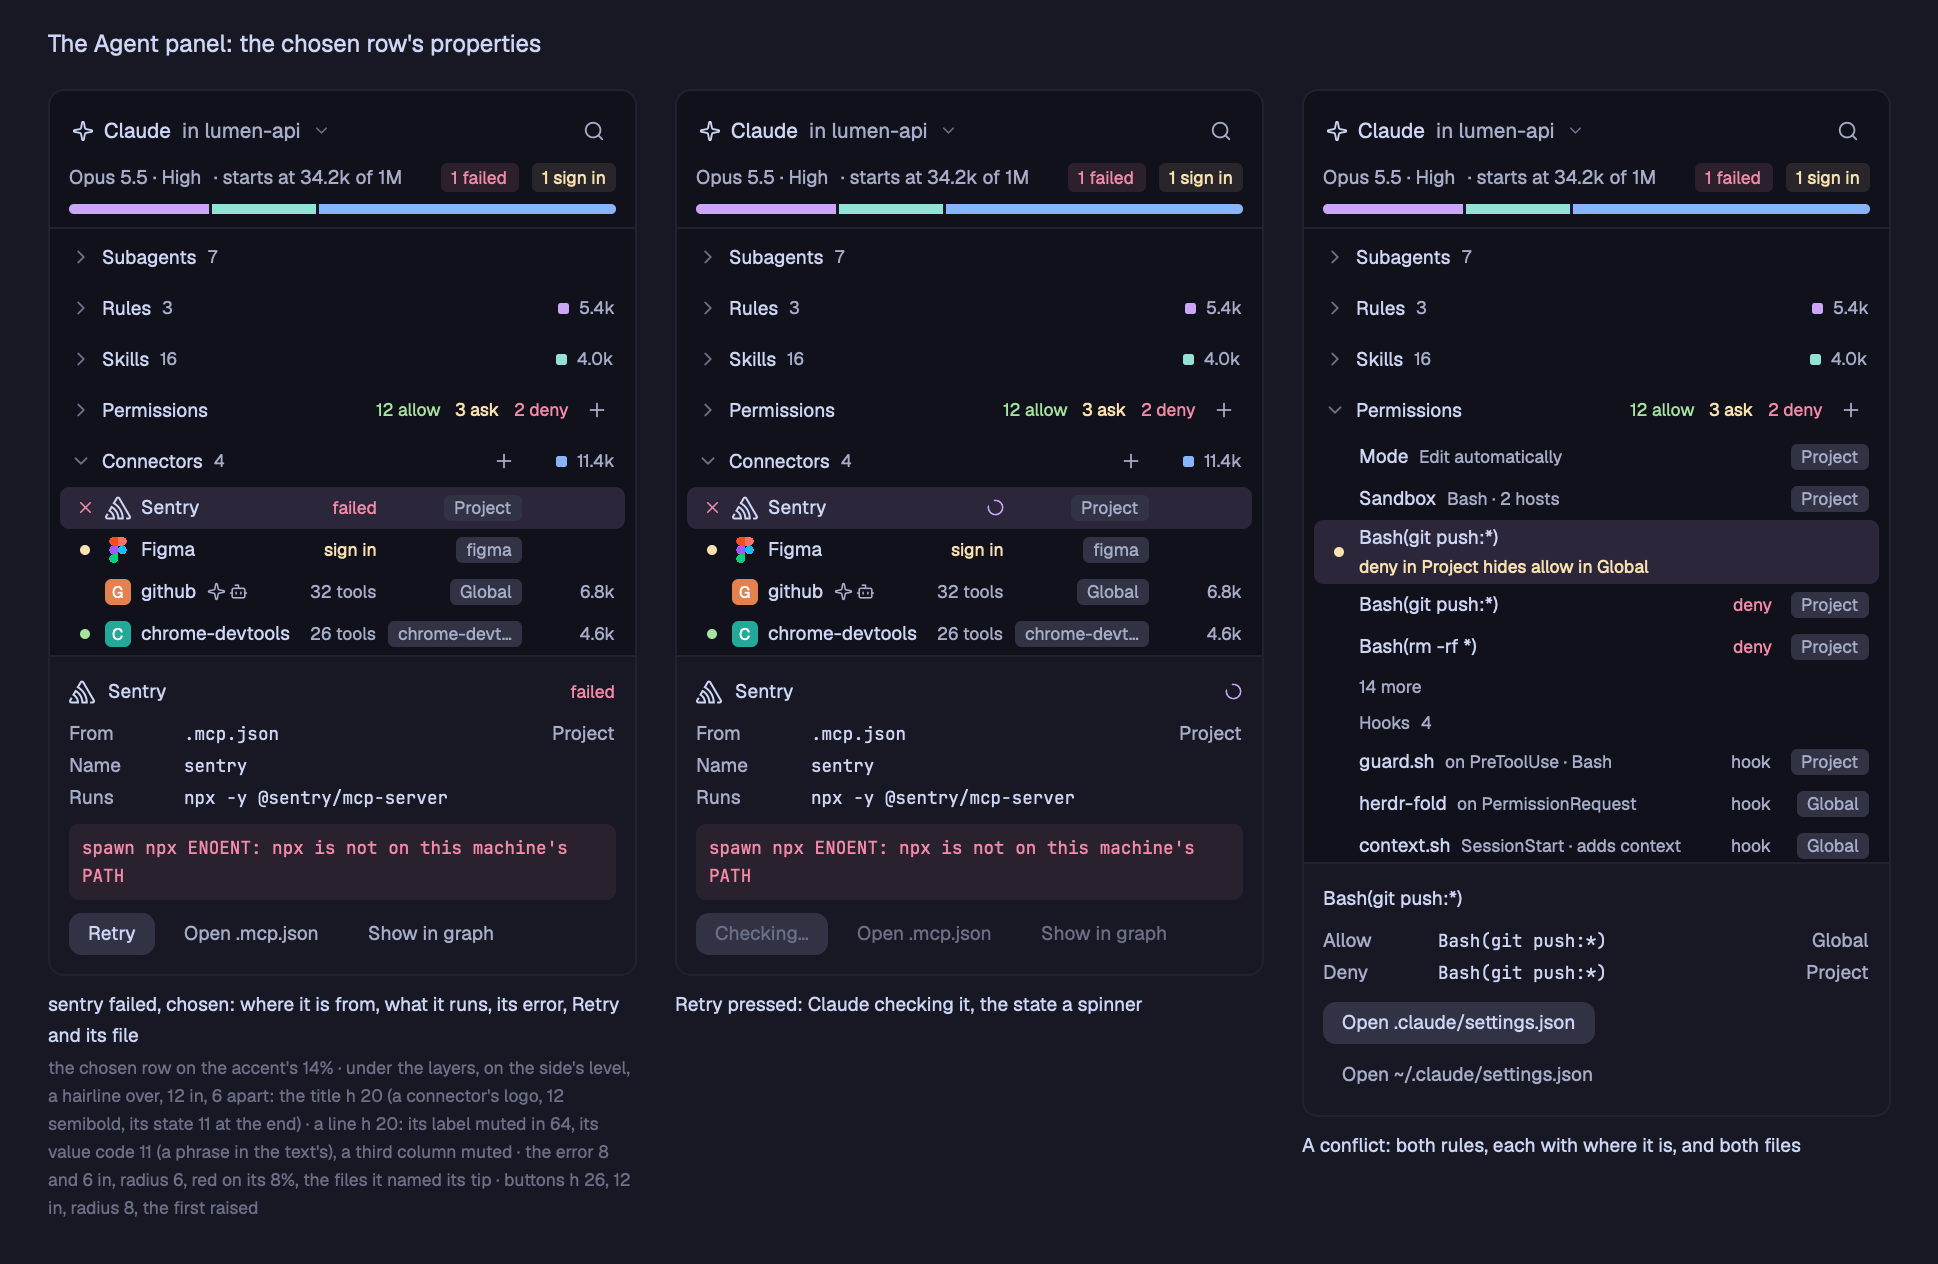 The Agent panel: the chosen row's properties
Claude in lumen-api
Opus 5.5 · High · starts at 34.2k of 1M 1 failed 1 sign in
Subagents 7
Rules 3 5.4k
Skills 16 4.0k
Permissions 12 allow 3 ask 2 deny +
Connectors 4 + 11.4k
Sentry failed Project
Figma sign in figma
G github 32 tools Global 6.8k
C chrome-devtools 26 tools chrome-devt... 4.6k
Sentry failed
From .mcp.json Project
Name sentry
Runs npx -y @sentry/mcp-server
spawn npx ENOENT: npx is not on this machine's
PATH
Retry Open .mcp.json Show in graph
sentry failed, chosen: where it is from, what it runs, its error, Retry
and its file
the chosen row on the accent's 14% · under the layers, on the side's level,
a hairline over, 12 in, 6 apart: the title h 20 (a connector's logo, 12
semibold, its state 11 at the end) · a line h 20: its label muted in 64, its
value code 11 (a phrase in the text's), a third column muted · the error 8
and 6 in, radius 6, red on its 8%, the files it named its tip · buttons h 26, 12
in, radius 8, the first raised
Claude in lumen-api
Opus 5.5 · High · starts at 34.2k of 1M 1 failed 1 sign in
Subagents 7
Rules 3 5.4k
Skills 16 4.0k
Permissions 12 allow 3 ask 2 deny +
Connectors 4 + 11.4k
Sentry Project
Figma sign in figma
G github 32 tools Global 6.8k
C chrome-devtools 26 tools chrome-devt... 4.6k
Sentry
From .mcp.json Project
Name sentry
Runs npx -y @sentry/mcp-server
spawn npx ENOENT: npx is not on this machine's
PATH
Checking... Open .mcp.json Show in graph
Retry pressed: Claude checking it, the state a spinner
Claude in lumen-api
Opus 5.5 · High · starts at 34.2k of 1M 1 failed 1 sign in
Subagents 7
Rules 3 5.4k
Skills 16 4.0k
Permissions 12 allow 3 ask 2 deny +
Mode Edit automatically Project
Sandbox Bash · 2 hosts Project
Bash(git push:*)
deny in Project hides allow in Global
Bash(git push:*) deny Project
Bash(rm -rf *) deny Project
14 more
Hooks 4
guard.sh on PreToolUse · Bash hook Project
herdr-fold on PermissionRequest hook Global
context.sh SessionStart · adds context hook Global
Bash(git push:*)
Allow Bash(git push:*) Global
Deny Bash(git push:*) Project
Open .claude/settings.json
Open ~/.claude/settings.json
A conflict: both rules, each with where it is, and both files